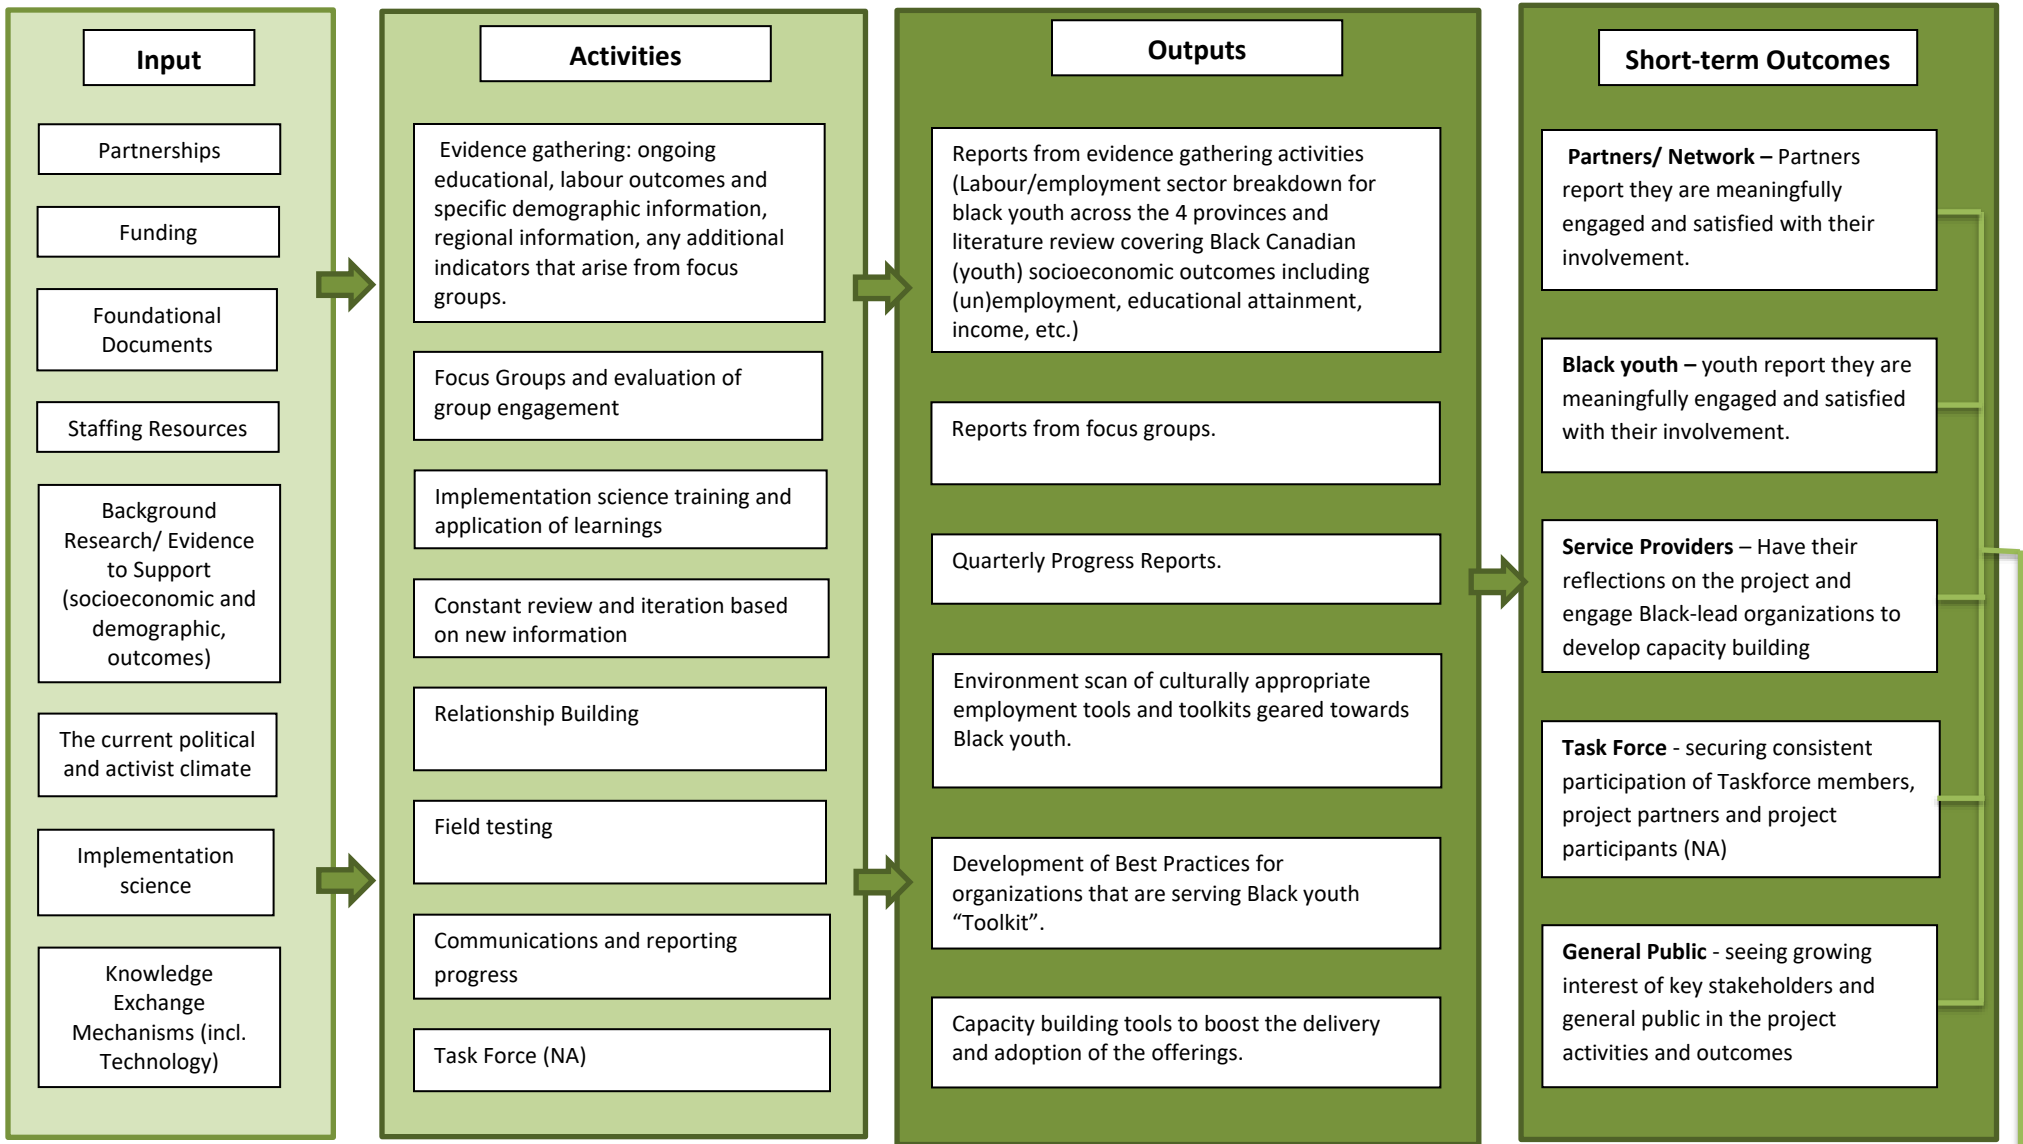 Input
Partnerships
Funding
Foundational
Documents
Staffing Resources
Background
Research/ Evidence
to Support
(socioeconomic and
demographic,
outcomes)
The current political
and activist climate
Implementation
science
Knowledge
Exchange
Mechanisms (incl.
Technology)
Activities
Evidence gathering: ongoing
educational, labour outcomes and
specific demographic information,
regional information, any additional
indicators that arise from focus
groups.
Focus Groups and evaluation of
group engagement
Implementation science training and
application of learnings
Constant review and iteration based
on new information
Relationship Building
Field testing
Communications and reporting
progress
Task Force (NA)
Outputs
Reports from evidence gathering activities
(Labour/employment sector breakdown for
black youth across the 4 provinces and
literature review covering Black Canadian
(youth) socioeconomic outcomes including
(un)employment, educational attainment,
income, etc.)
Reports from focus groups.
Quarterly Progress Reports.
Environment scan of culturally appropriate
employment tools and toolkits geared towards
Black youth.
Development of Best Practices for
organizations that are serving Black youth
“Toolkit”.
Capacity building tools to boost the delivery
and adoption of the offerings.
Short-term Outcomes
Partners/ Network – Partners
report they are meaningfully
engaged and satisfied with their
involvement.
Black youth – youth report they are
meaningfully engaged and satisfied
with their involvement.
Service Providers – Have their
reflections on the project and
engage Black-lead organizations to
develop capacity building
Task Force - securing consistent
participation of Taskforce members,
project partners and project
participants (NA)
General Public - seeing growing
interest of key stakeholders and
general public in the project
activities and outcomes